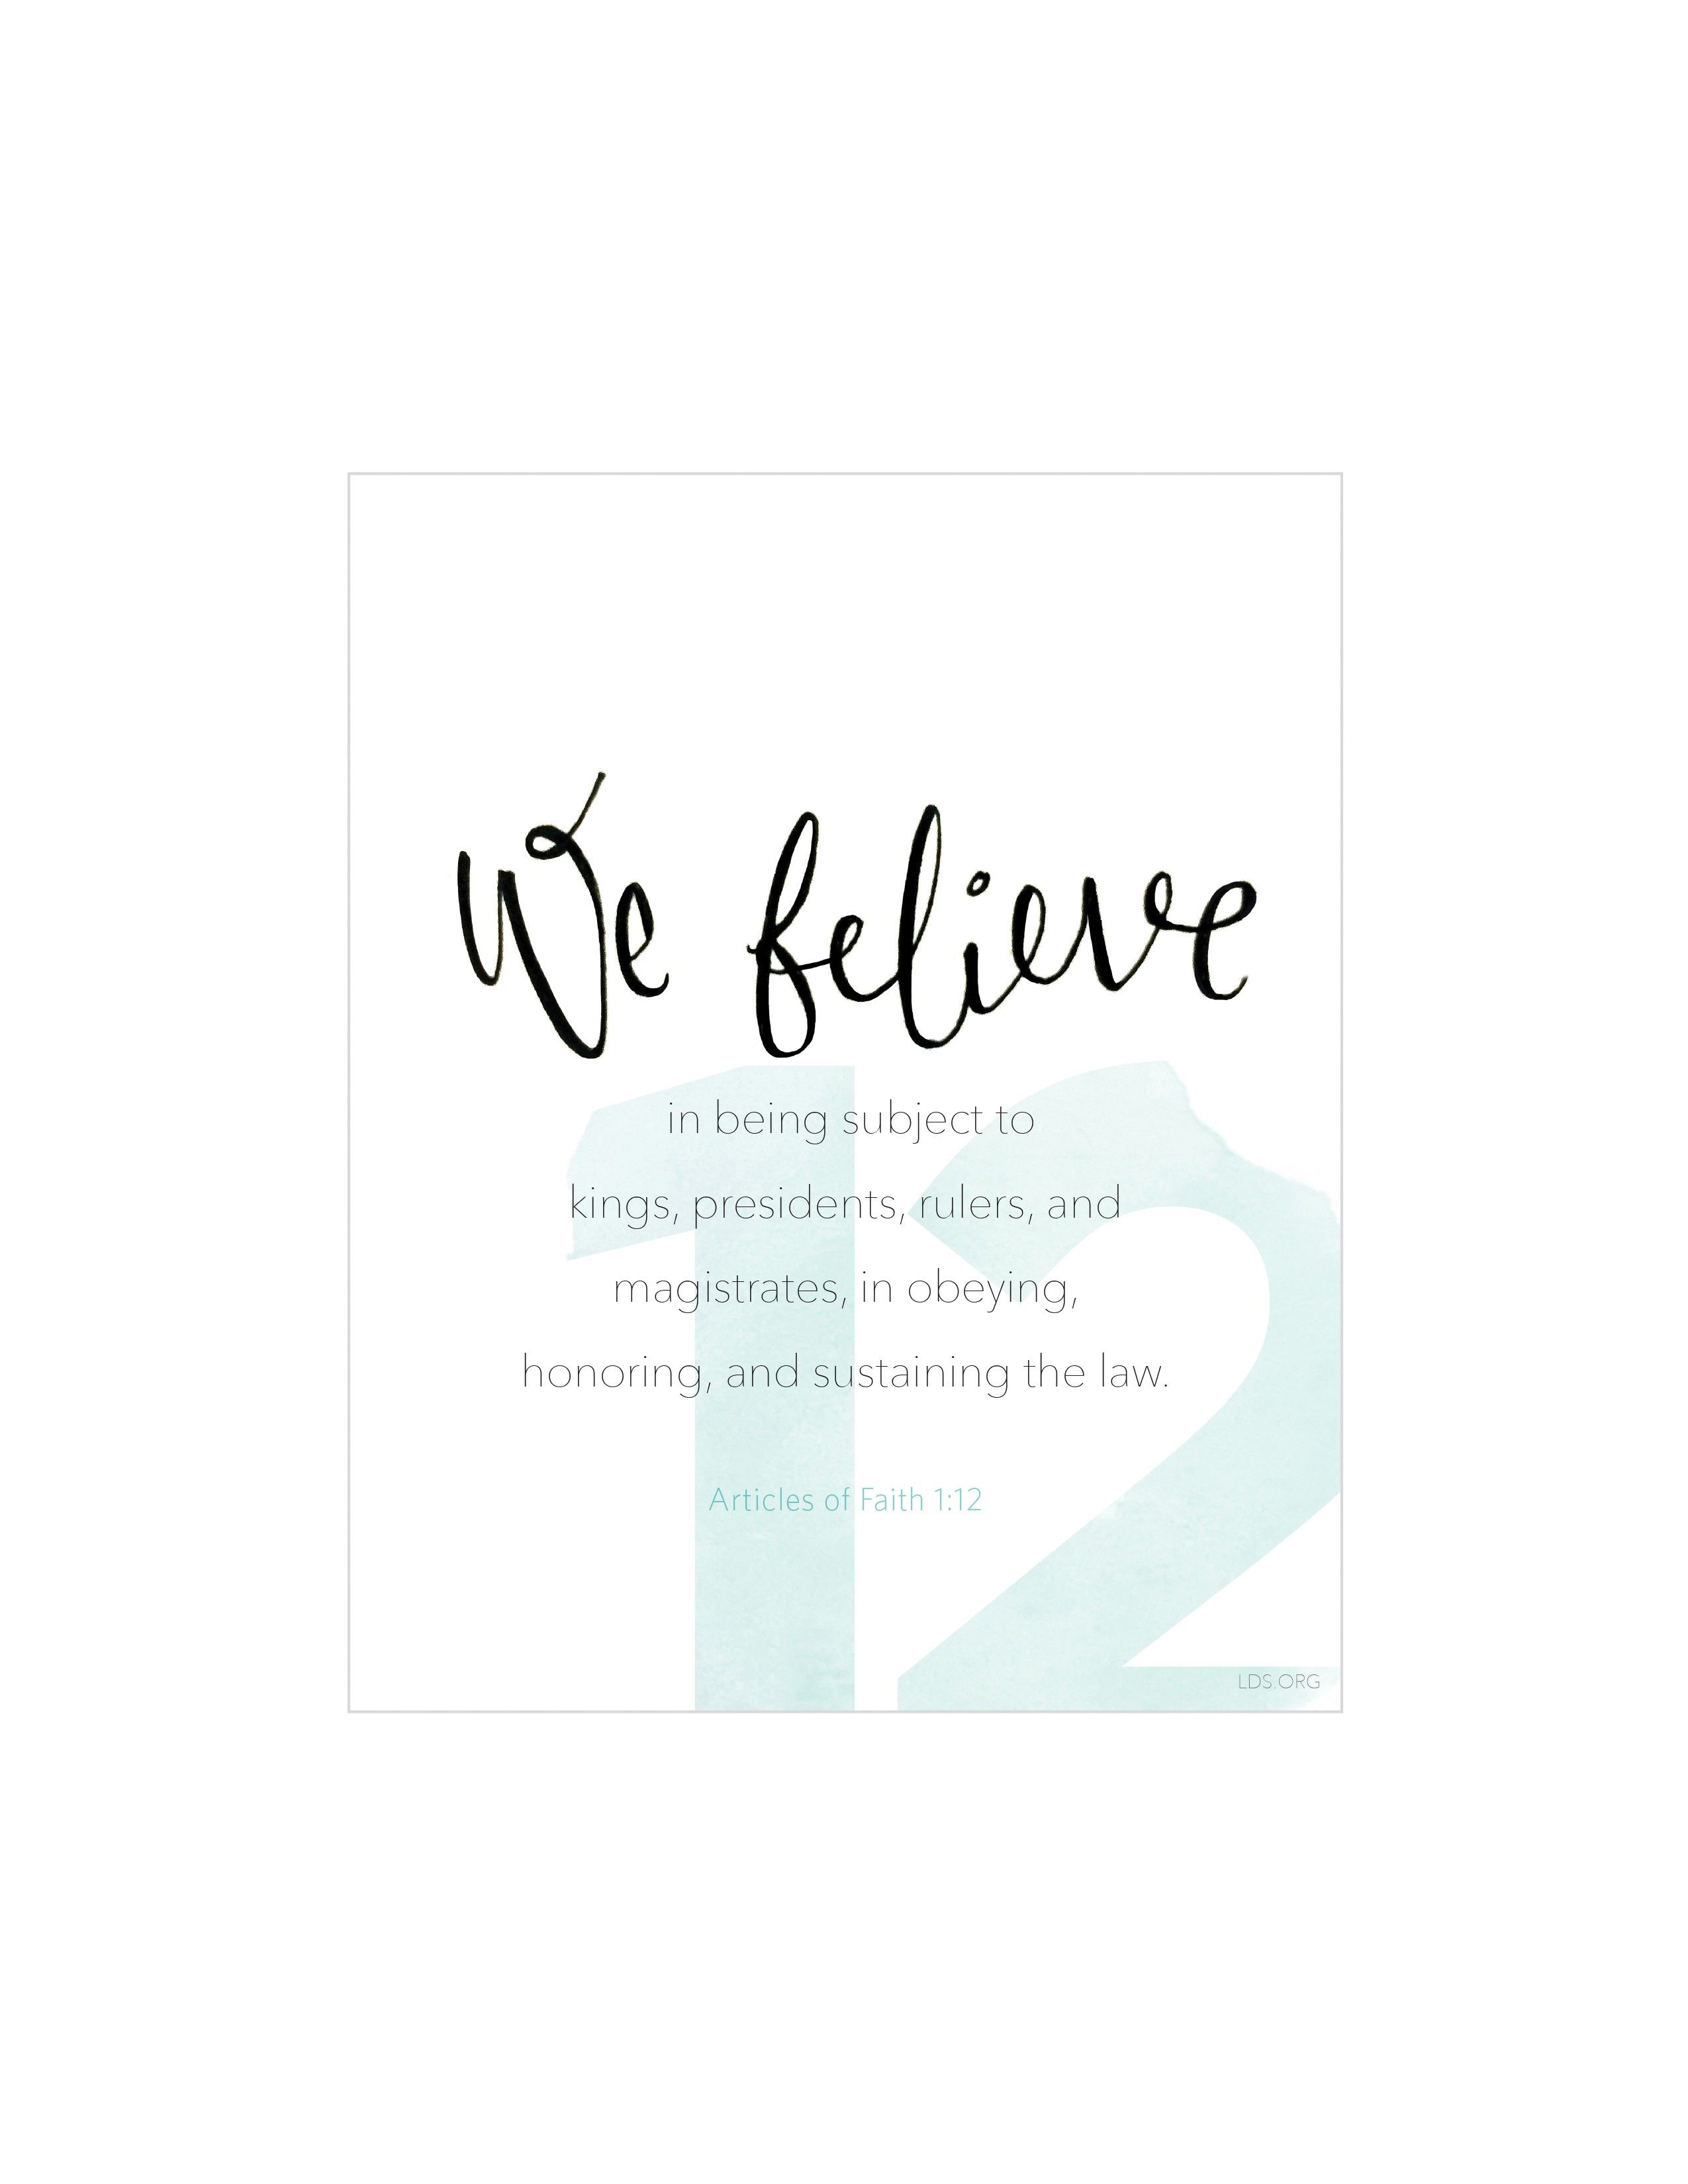 We believe
12
in being subject to
kings, presidents, rulers, and
magistrates, in obeying,
honoring, and sustaining the law.
Articles of Faith 1:12
LDS.ORG